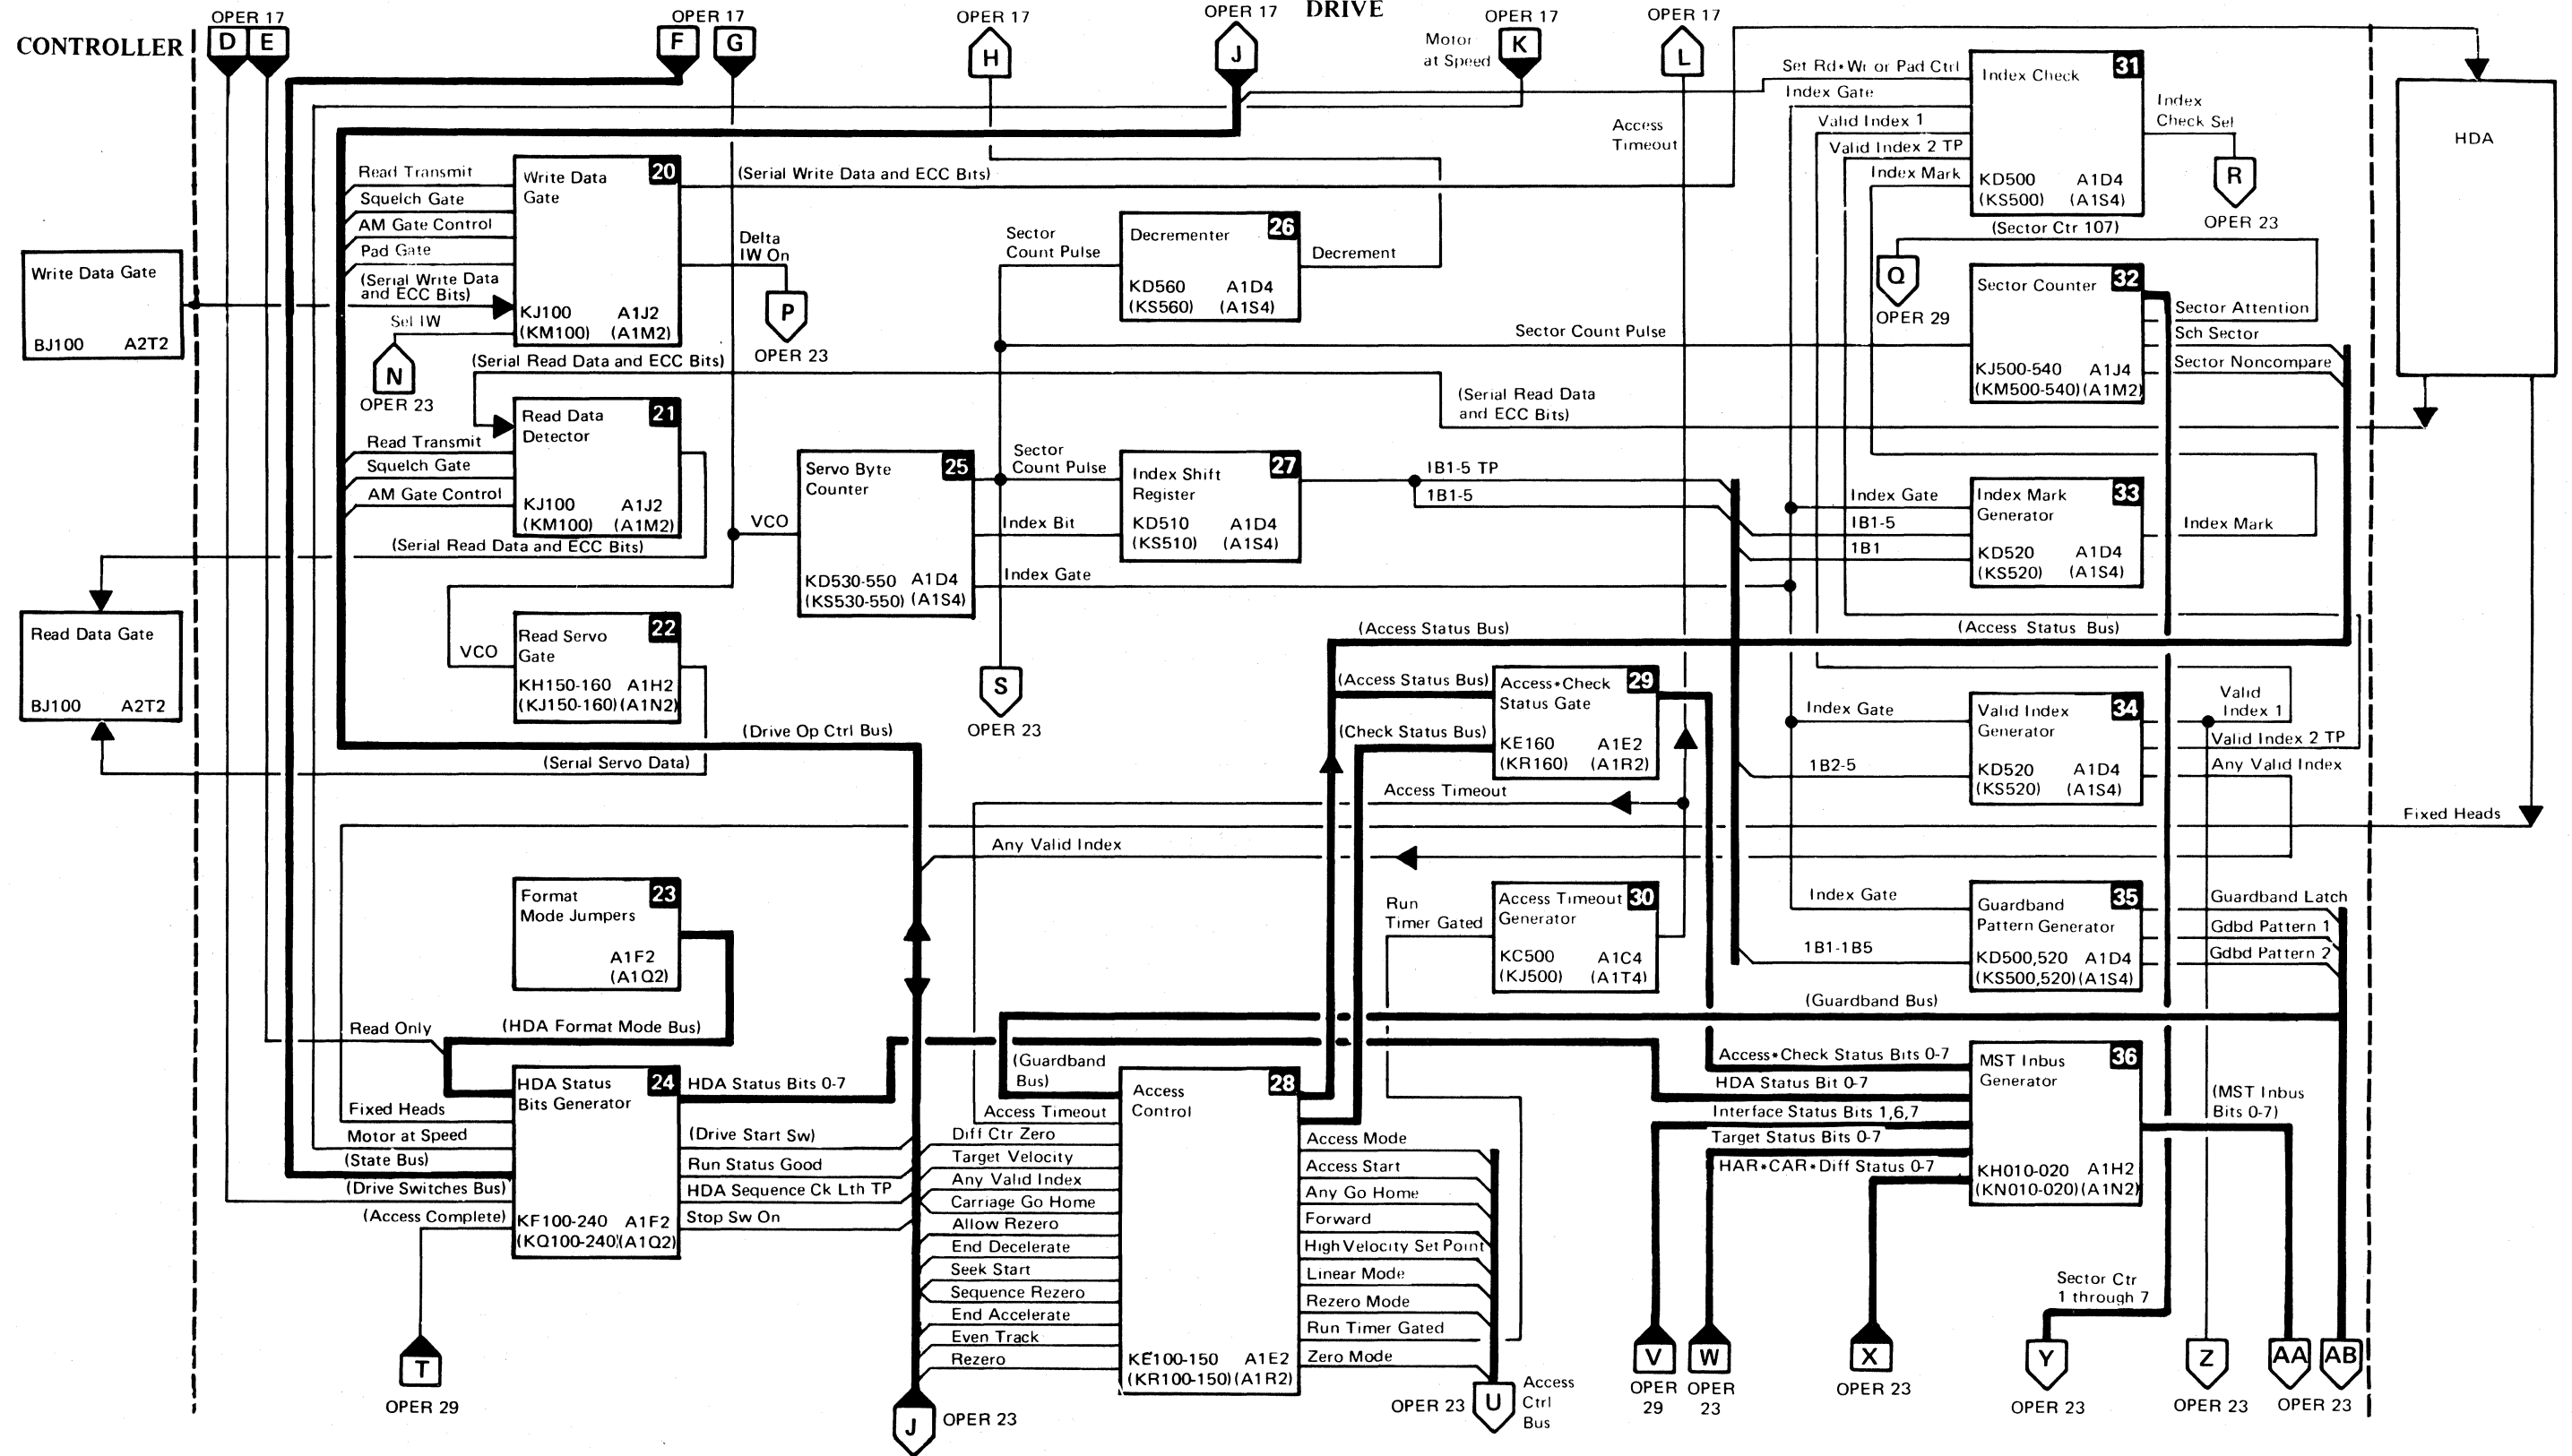 DRIVE
CONTROLLER
OPER 17
D
E
OPER 17
F
G
OPER 17
H
OPER 17
J
Motor
at Speed
OPER 17
K
OPER 17
L
Access
Timeout
Set Rd•Wr or Pad Ctrl
Index Gate
Valid Index 1
Valid Index 2 TP
Index Mark
Index Check
31
KD500 A1D4
(KS500) (A1S4)
Index
Check Sel
R
OPER 23
HDA
Read Transmit
Squelch Gate
AM Gate Control
Pad Gate
(Serial Write Data
and ECC Bits)
Sel IW
N
OPER 23
Write Data
Gate
20
KJ100 A1J2
(KM100) (A1M2)
(Serial Write Data and ECC Bits)
Delta
IW On
P
OPER 23
Write Data Gate
BJ100 A2T2
Sector
Count Pulse
Decrementer
26
KD560 A1D4
(KS560) (A1S4)
Decrement
(Sector Ctr 107)
Q
OPER 29
Sector Count Pulse
Sector Counter
32
KJ500-540 A1J4
(KM500-540)(A1M2)
Sector Attention
Sch Sector
Sector Noncompare
(Serial Read Data and ECC Bits)
(Serial Read Data
and ECC Bits)
Read Transmit
Squelch Gate
AM Gate Control
Read Data
Detector
21
KJ100 A1J2
(KM100) (A1M2)
(Serial Read Data and ECC Bits)
VCO
Servo Byte
Counter
25
KD530-550 A1D4
(KS530-550) (A1S4)
Sector
Count Pulse
Index Bit
Index Gate
Index Shift
Register
27
KD510 A1D4
(KS510) (A1S4)
IB1-5 TP
1B1-5
Index Gate
IB1-5
1B1
Index Mark
Generator
33
KD520 A1D4
(KS520) (A1S4)
Index Mark
Read Data Gate
BJ100 A2T2
VCO
Read Servo
Gate
22
KH150-160 A1H2
(KJ150-160)(A1N2)
(Drive Op Ctrl Bus)
(Serial Servo Data)
S
OPER 23
(Access Status Bus)
(Access Status Bus)
(Access Status Bus)
(Check Status Bus)
Access•Check
Status Gate
29
KE160 A1E2
(KR160) (A1R2)
Access Timeout
Any Valid Index
Index Gate
1B2-5
Valid Index
Generator
34
KD520 A1D4
(KS520) (A1S4)
Valid
Index 1
Valid Index 2 TP
Any Valid Index
Fixed Heads
Format
Mode Jumpers
23
A1F2
(A1Q2)
Run
Timer Gated
Access Timeout
Generator
30
KC500 A1C4
(KJ500) (A1T4)
Index Gate
1B1-1B5
Guardband
Pattern Generator
35
KD500,520 A1D4
(KS500,520)(A1S4)
Guardband Latch
Gdbd Pattern 1
Gdbd Pattern 2
(Guardband Bus)
Read Only
(HDA Format Mode Bus)
Fixed Heads
Motor at Speed
(State Bus)
(Drive Switches Bus)
(Access Complete)
T
OPER 29
HDA Status
Bits Generator
24
KF100-240 A1F2
(KQ100-240)(A1Q2)
HDA Status Bits 0-7
(Drive Start Sw)
Run Status Good
HDA Sequence Ck Lth TP
Stop Sw On
J
OPER 23
(Guardband
Bus)
Access Timeout
Diff Ctr Zero
Target Velocity
Any Valid Index
Carriage Go Home
Allow Rezero
End Decelerate
Seek Start
Sequence Rezero
End Accelerate
Even Track
Rezero
Access
Control
28
KE100-150 A1E2
(KR100-150)(A1R2)
Access Mode
Access Start
Any Go Home
Forward
High Velocity Set Point
Linear Mode
Rezero Mode
Run Timer Gated
Zero Mode
OPER 23
U
Access
Ctrl
Bus
Access•Check Status Bits 0-7
HDA Status Bit 0-7
Interface Status Bits 1,6,7
Target Status Bits 0-7
HAR•CAR•Diff Status 0-7
MST Inbus
Generator
36
KH010-020 A1H2
(KN010-020)(A1N2)
(MST Inbus
Bits 0-7)
V
OPER
29
W
OPER
23
X
OPER 23
Sector Ctr
1 through 7
Y
OPER 23
Z
OPER 23
AA
AB
OPER 23